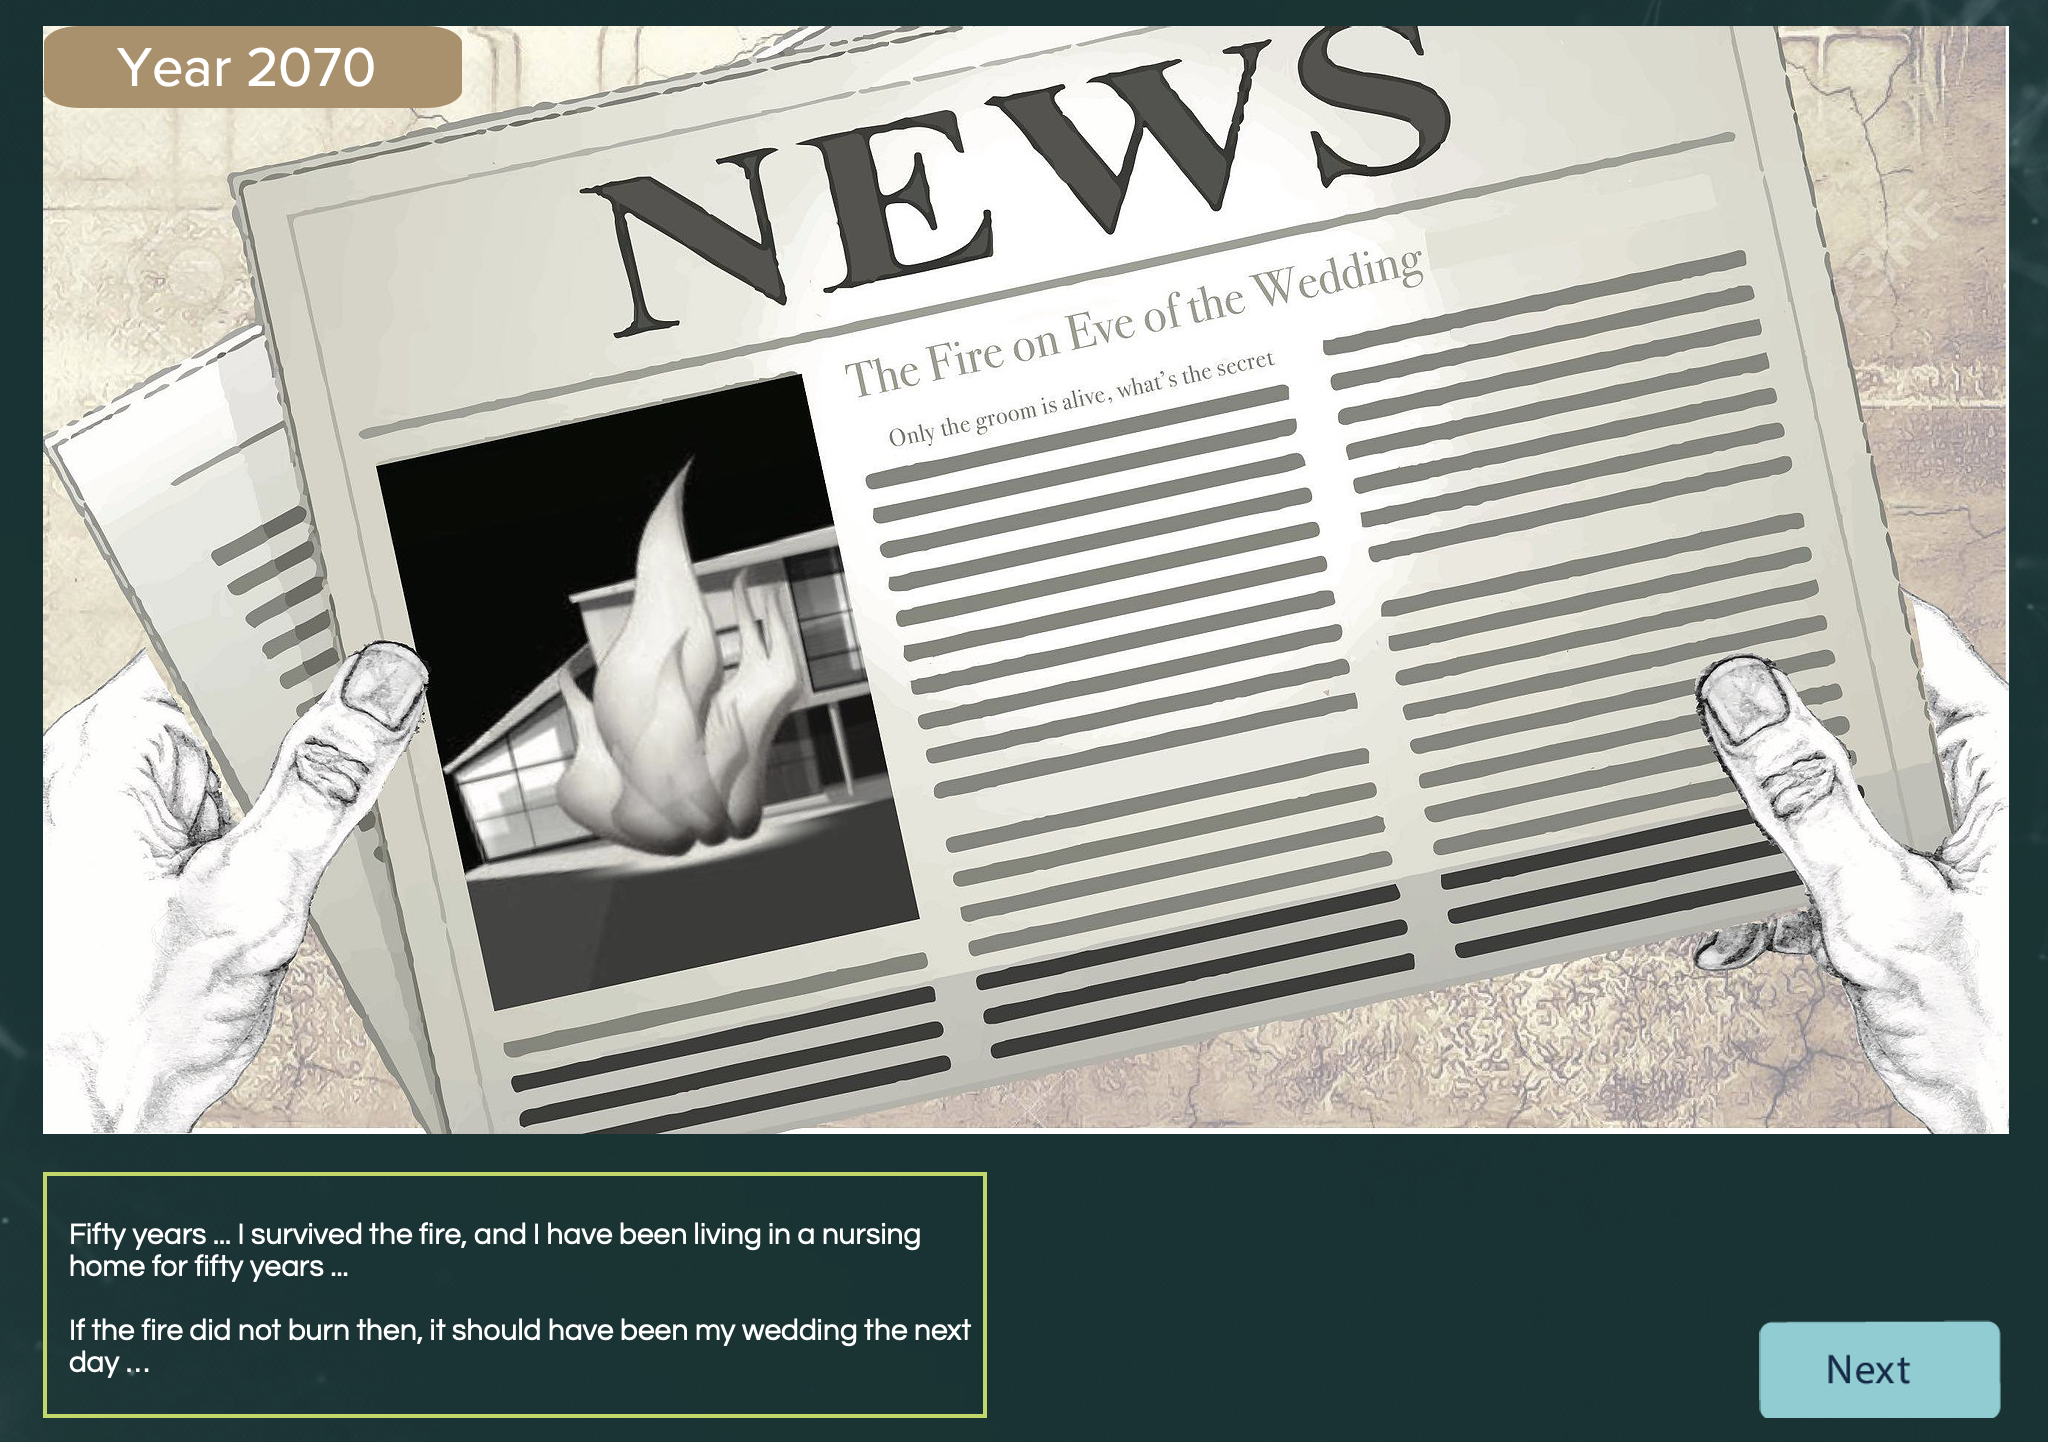 Year 2070
NEWS
The Fire on Eve of the Wedding
Only the groom is alive, what's the secret
Fifty years ... I survived the fire, and I have been living in a nursing
home for fifty years ...
If the fire did not burn then, it should have been my wedding the next
day ...
Next